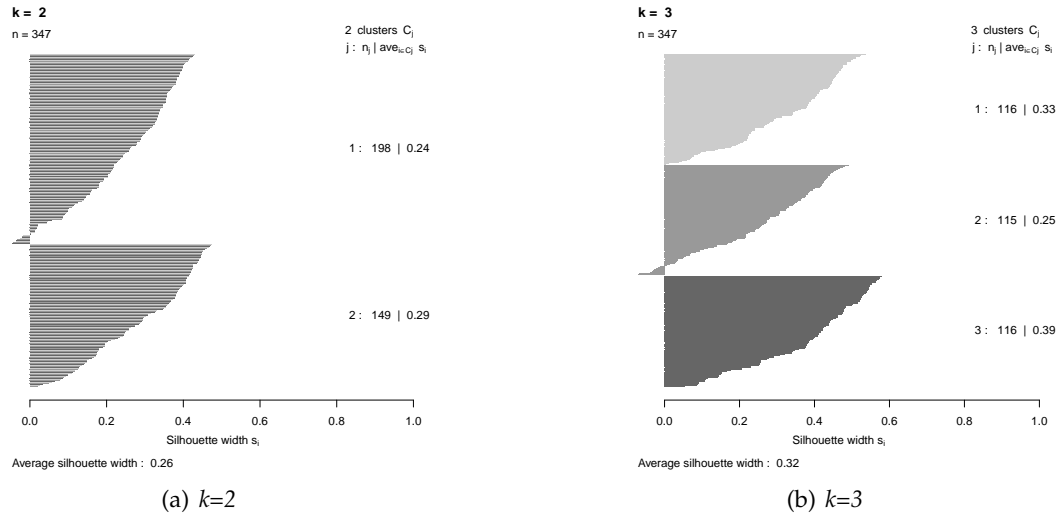 k = 2
n = 347
2 clusters Cj
j : nj | avei∈Cj si
1 : 198 | 0.24
2 : 149 | 0.29
0.0 0.2 0.4 0.6 0.8 1.0
Silhouette width si
Average silhouette width : 0.26
(a) k=2
k = 3
n = 347
3 clusters Cj
j : nj | avei∈Cj si
1 : 116 | 0.33
2 : 115 | 0.25
3 : 116 | 0.39
0.0 0.2 0.4 0.6 0.8 1.0
Silhouette width si
Average silhouette width : 0.32
(b) k=3